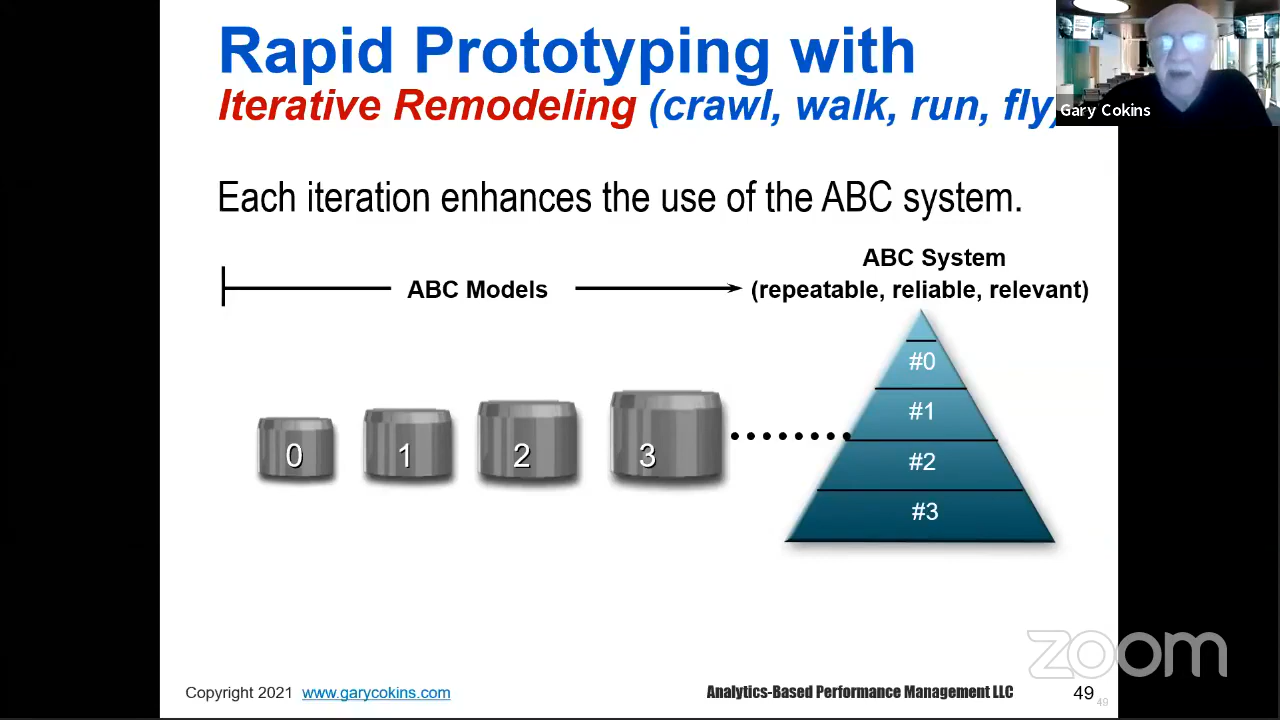 Rapid Prototyping with
Iterative Remodeling (crawl, walk, run, fly)
Gary Cokins
Each iteration enhances the use of the ABC system.
ABC System
ABC Models
(repeatable, reliable, relevant)
#0
#1
0
1
2
3
#2
#3
zoom
Copyright 2021 www.garycokins.com
Analytics-Based Performance Management LLC
49
49